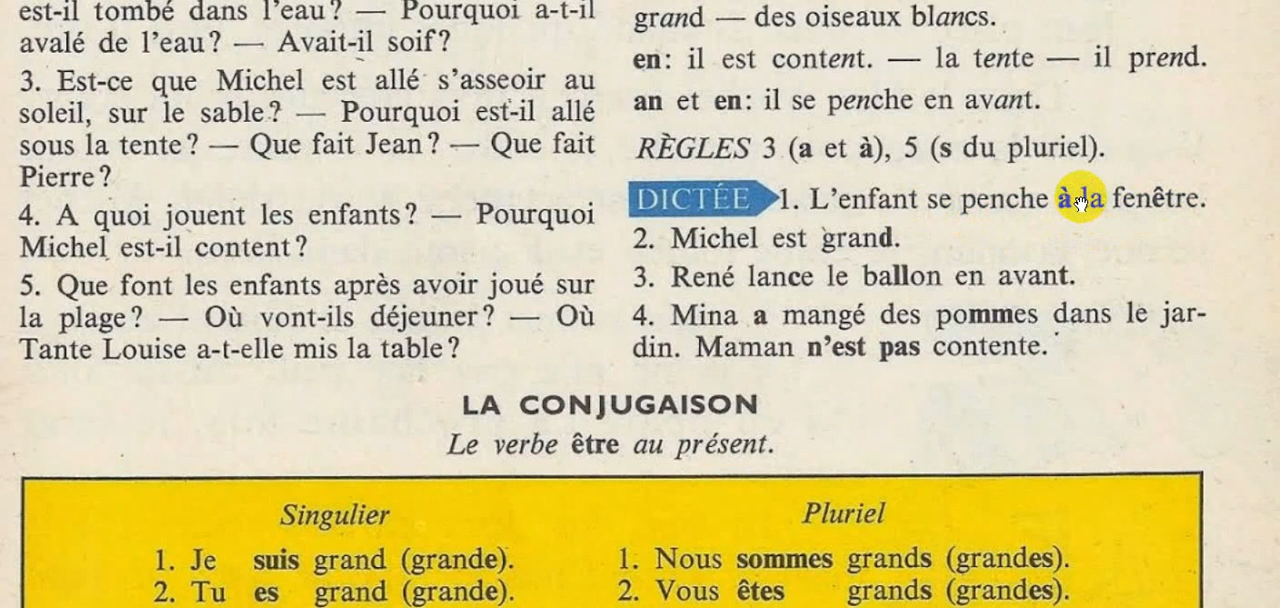 est-il tombé dans l'eau? — Pourquoi a-t-il
avalé de l'eau? — Avait-il soif?
3. Est-ce que Michel est allé s'asseoir au
soleil, sur le sable? — Pourquoi est-il allé
sous la tente? — Que fait Jean? — Que fait
Pierre?
4. A quoi jouent les enfants? — Pourquoi
Michel est-il content?
5. Que font les enfants après avoir joué sur
la plage? — Où vont-ils déjeuner? — Où
Tante Louise a-t-elle mis la table?
grand — des oiseaux blancs.
en: il est content. — la tente — il prend.
an et en: il se penche en avant.
RÈGLES 3 (a et à), 5 (s du pluriel).
DICTÉE 1. L'enfant se penche à la fenêtre.
2. Michel est grand.
3. René lance le ballon en avant.
4. Mina a mangé des pommes dans le jar-
din. Maman n'est pas contente.
LA CONJUGAISON
Le verbe être au présent.
Singulier
1. Je suis grand (grande).
2. Tu es grand (grande).
Pluriel
1. Nous sommes grands (grandes).
2. Vous êtes grands (grandes).